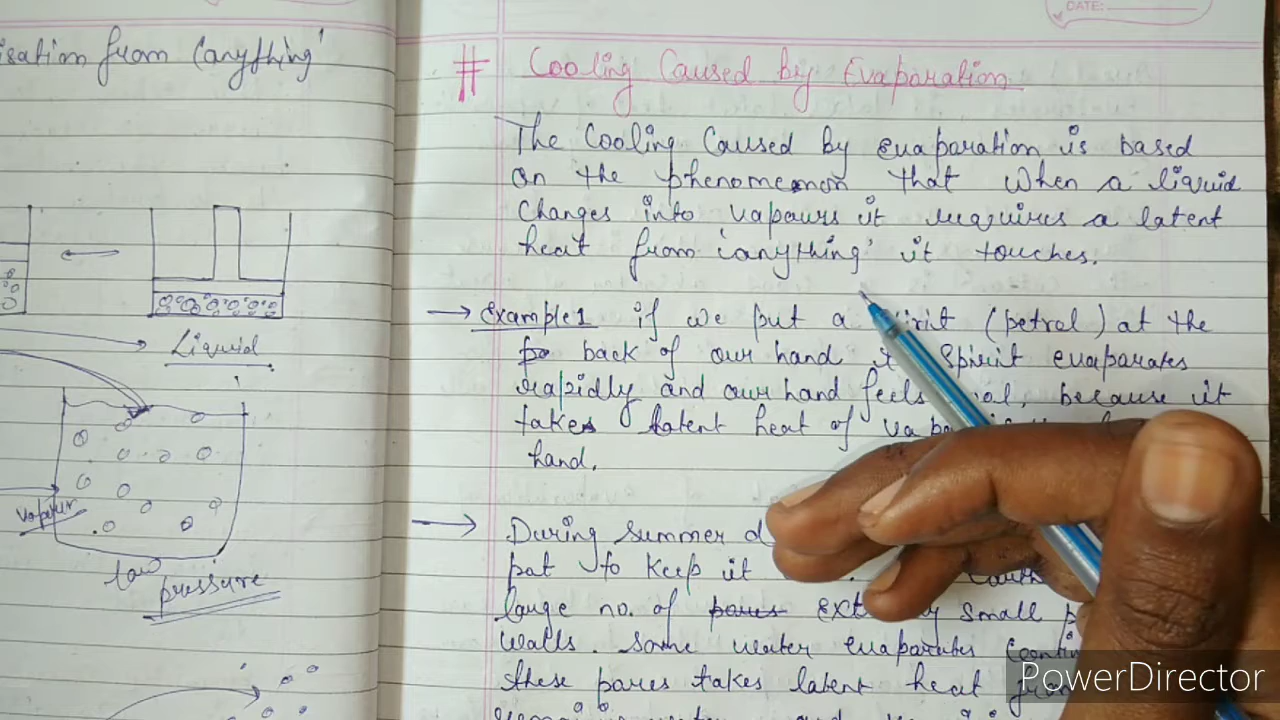 isation from 'anything'
Liquid
vapour
low
pressure
DATE:
# Cooling Caused by Evaporation
The Cooling Caused by evaporation is based
on the phenomenon that when a liquid
Changes into vapours it requires a latent
heat from 'anything' it touches.
→ Example 1 if we put a (petrol) at the
back of our hand spirit evaporates
rapidly and our hand feels because it
takes latent heat of
hand.
→ During summer
pat to keep it
large no. of pores small
walls. Some water evaporates
these pores takes latent heat from
PowerDirector